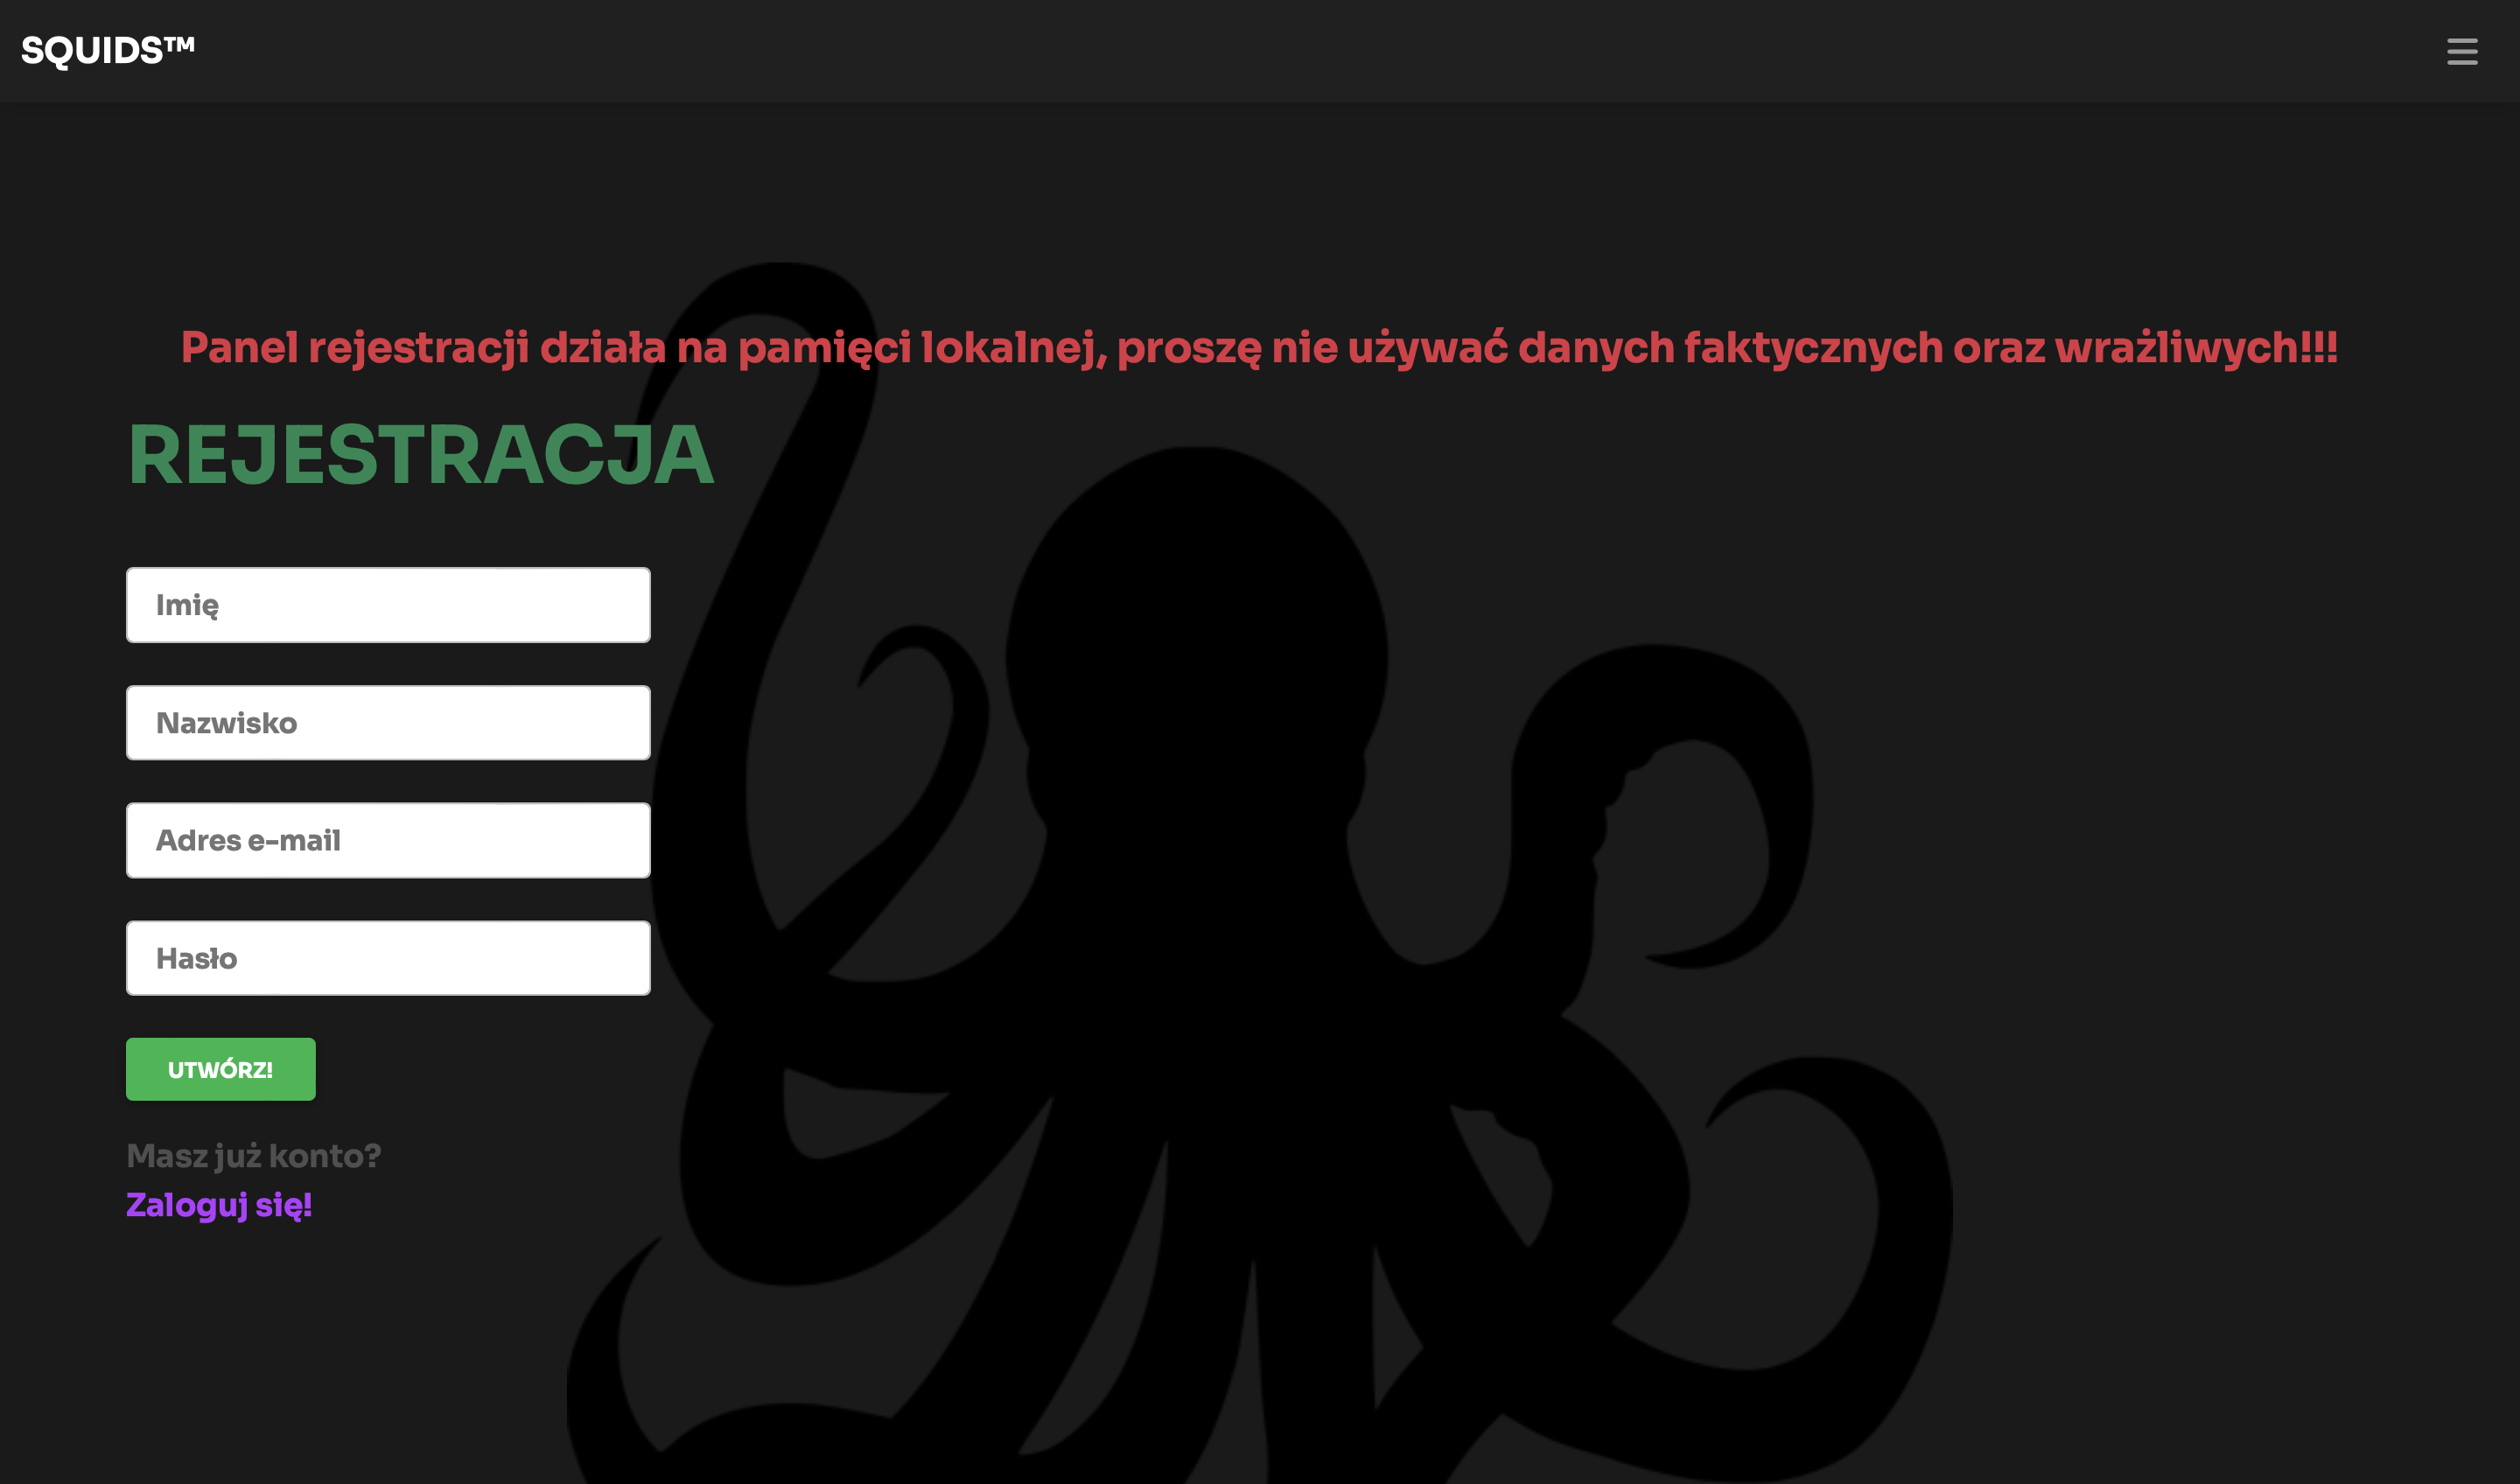 SQUIDS™
Panel rejestracji działa na pamięci lokalnej, proszę nie używać danych faktycznych oraz wrażliwych!!!
REJESTRACJA
Imię
Nazwisko
Adres e-mail
Hasło
UTWÓRZ!
Masz już konto?
Zaloguj się!